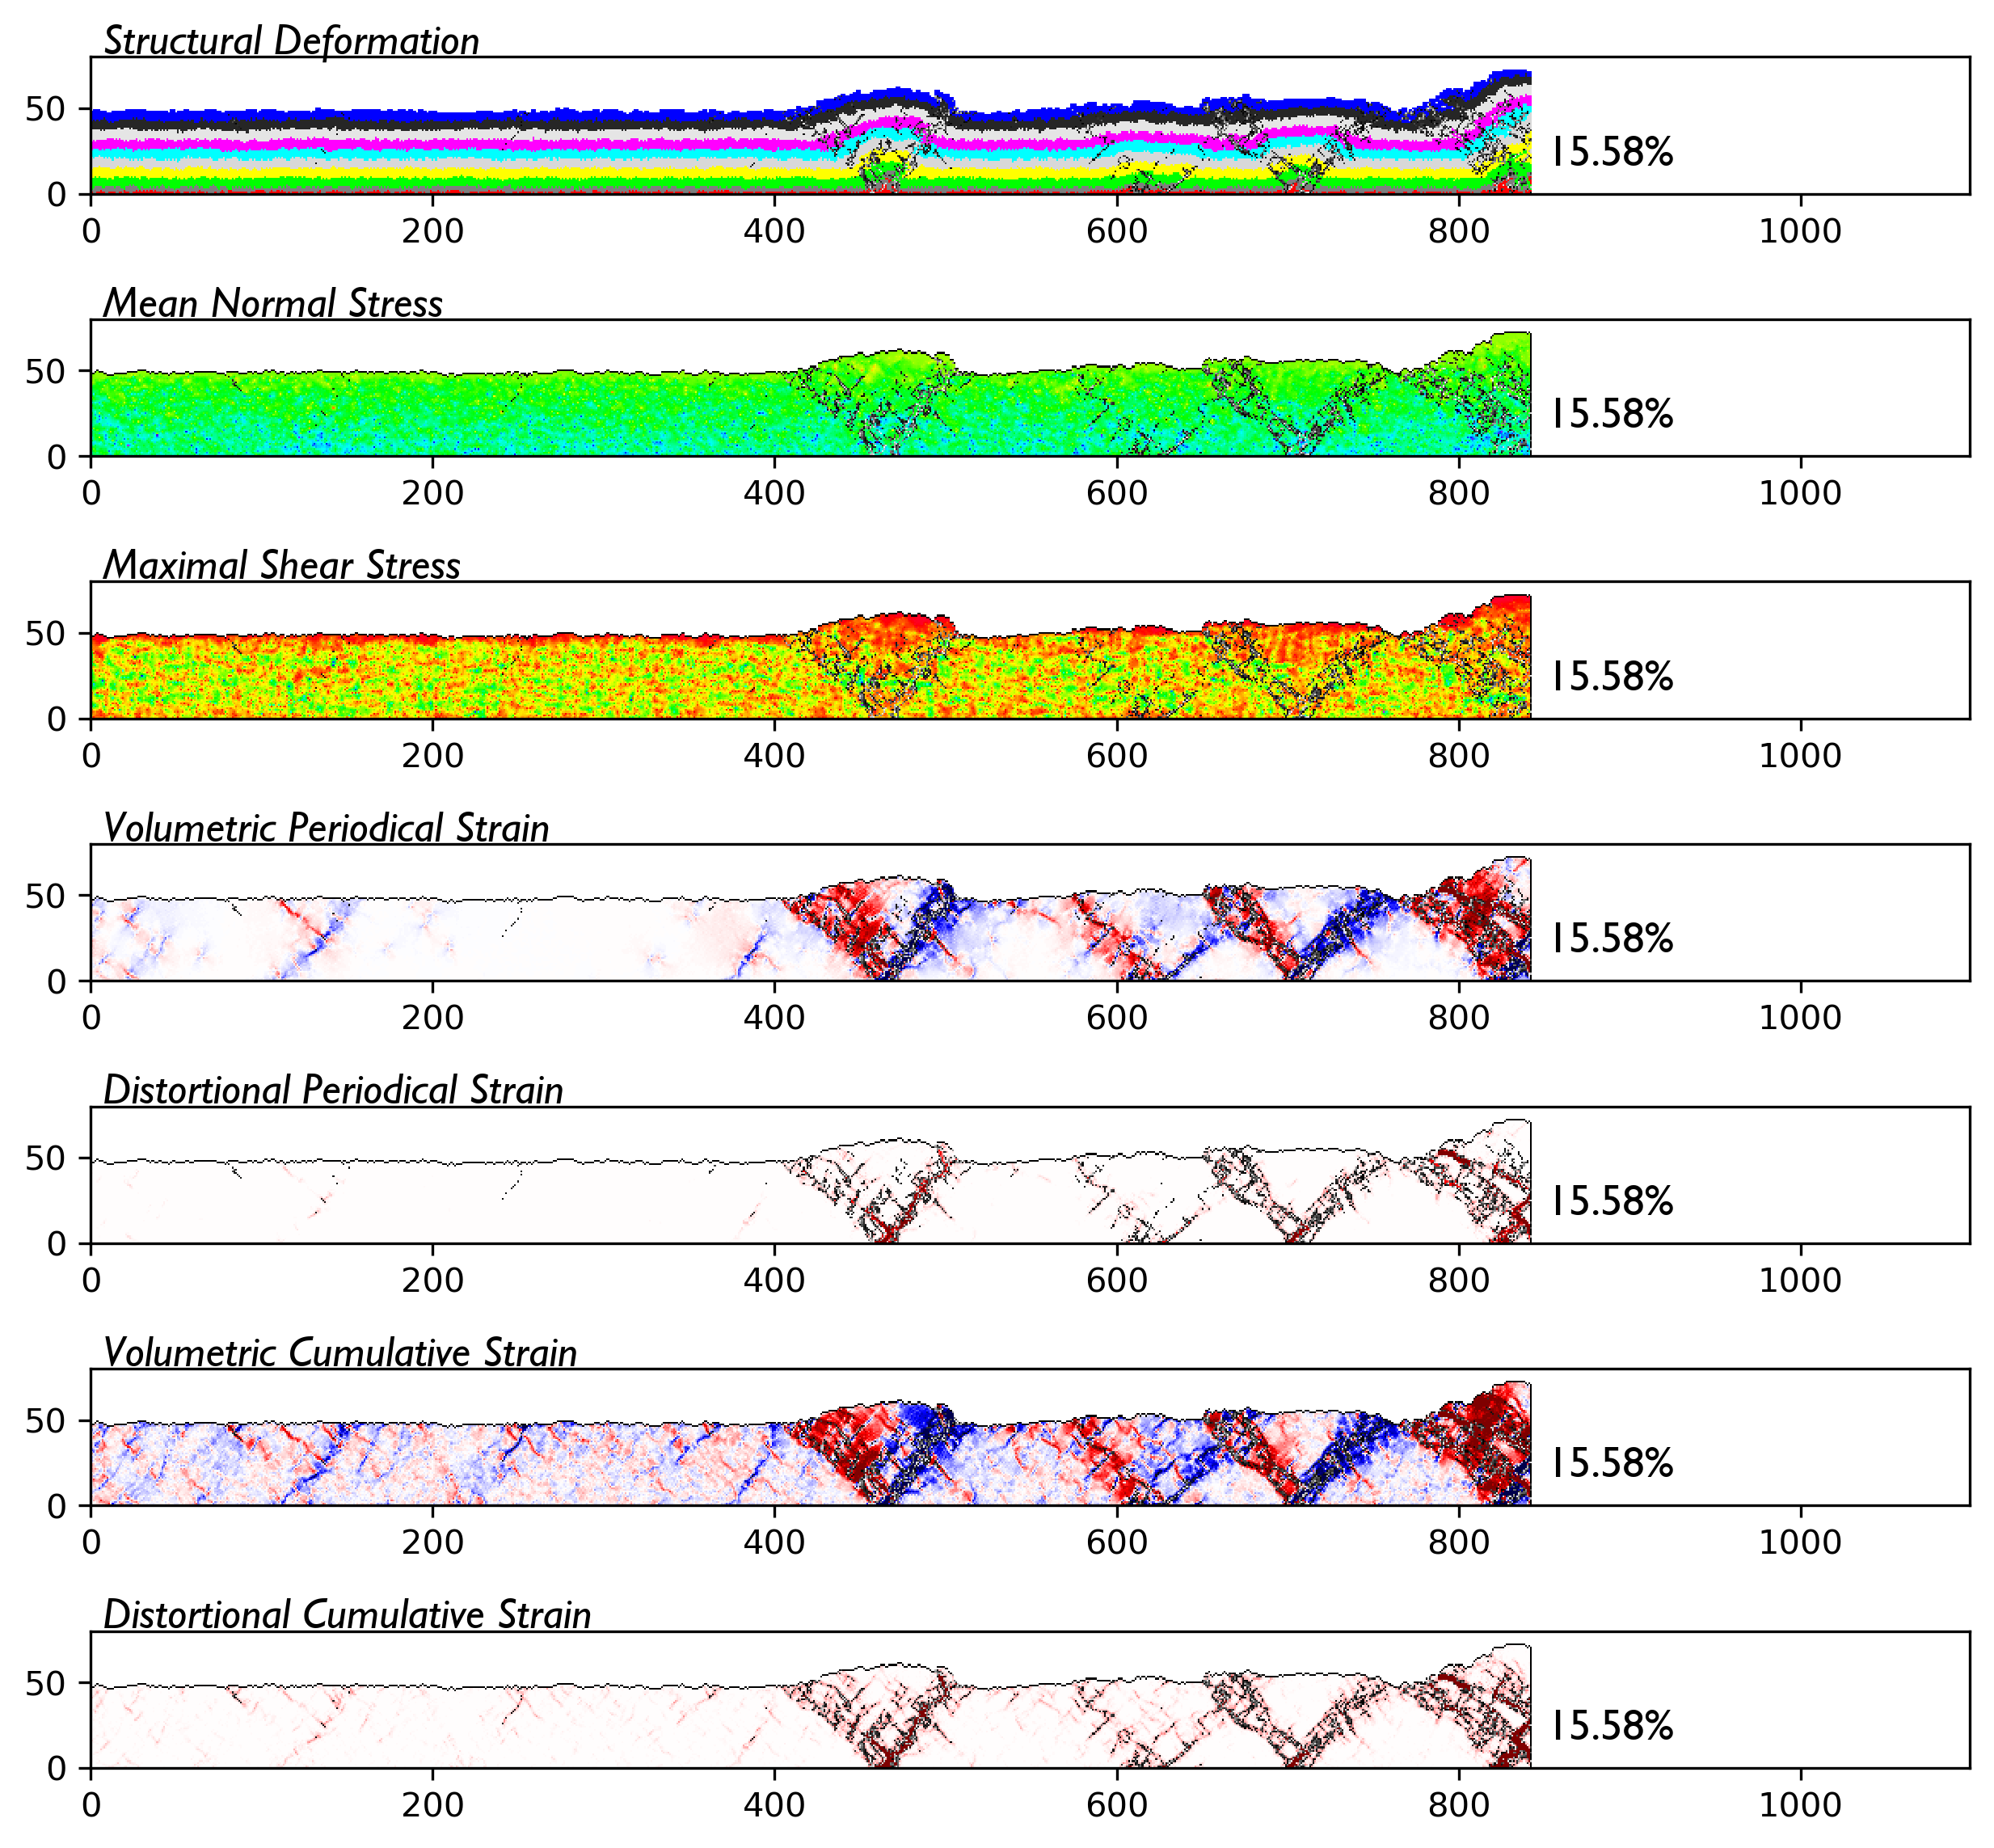 Structural Deformation
50
0
15.58%
0 200 400 600 800 1000
Mean Normal Stress
50
0
15.58%
0 200 400 600 800 1000
Maximal Shear Stress
50
0
15.58%
0 200 400 600 800 1000
Volumetric Periodical Strain
50
0
15.58%
0 200 400 600 800 1000
Distortional Periodical Strain
50
0
15.58%
0 200 400 600 800 1000
Volumetric Cumulative Strain
50
0
15.58%
0 200 400 600 800 1000
Distortional Cumulative Strain
50
0
15.58%
0 200 400 600 800 1000